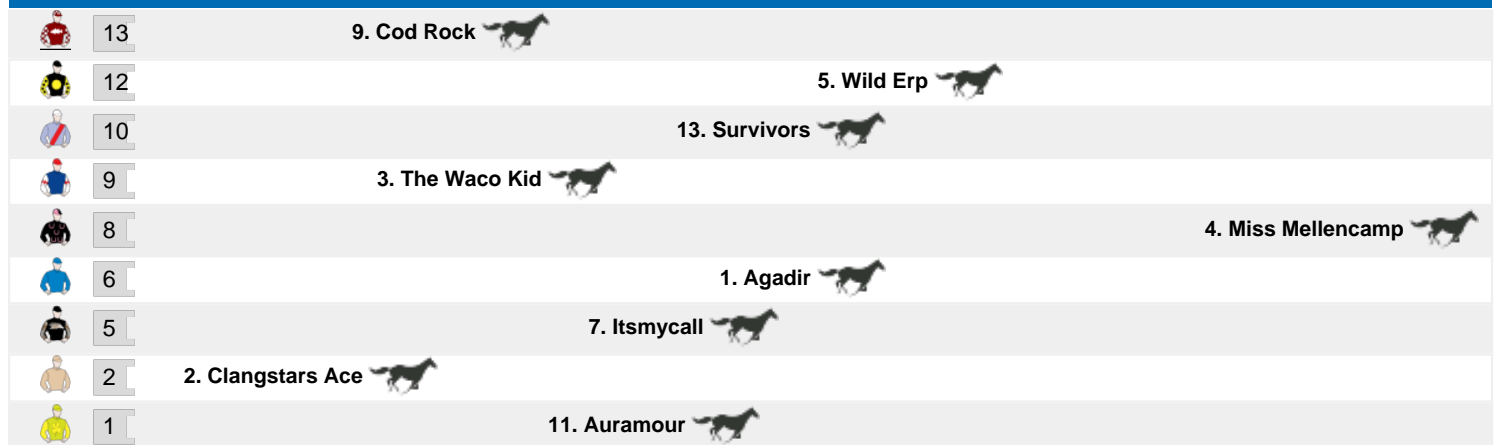 13 9. Cod Rock
12 5. Wild Erp
10 13. Survivors
9 3. The Waco Kid
8 4. Miss Mellencamp
6 1. Agadir
5 7. Itsmycall
2 2. Clangstars Ace
1 11. Auramour